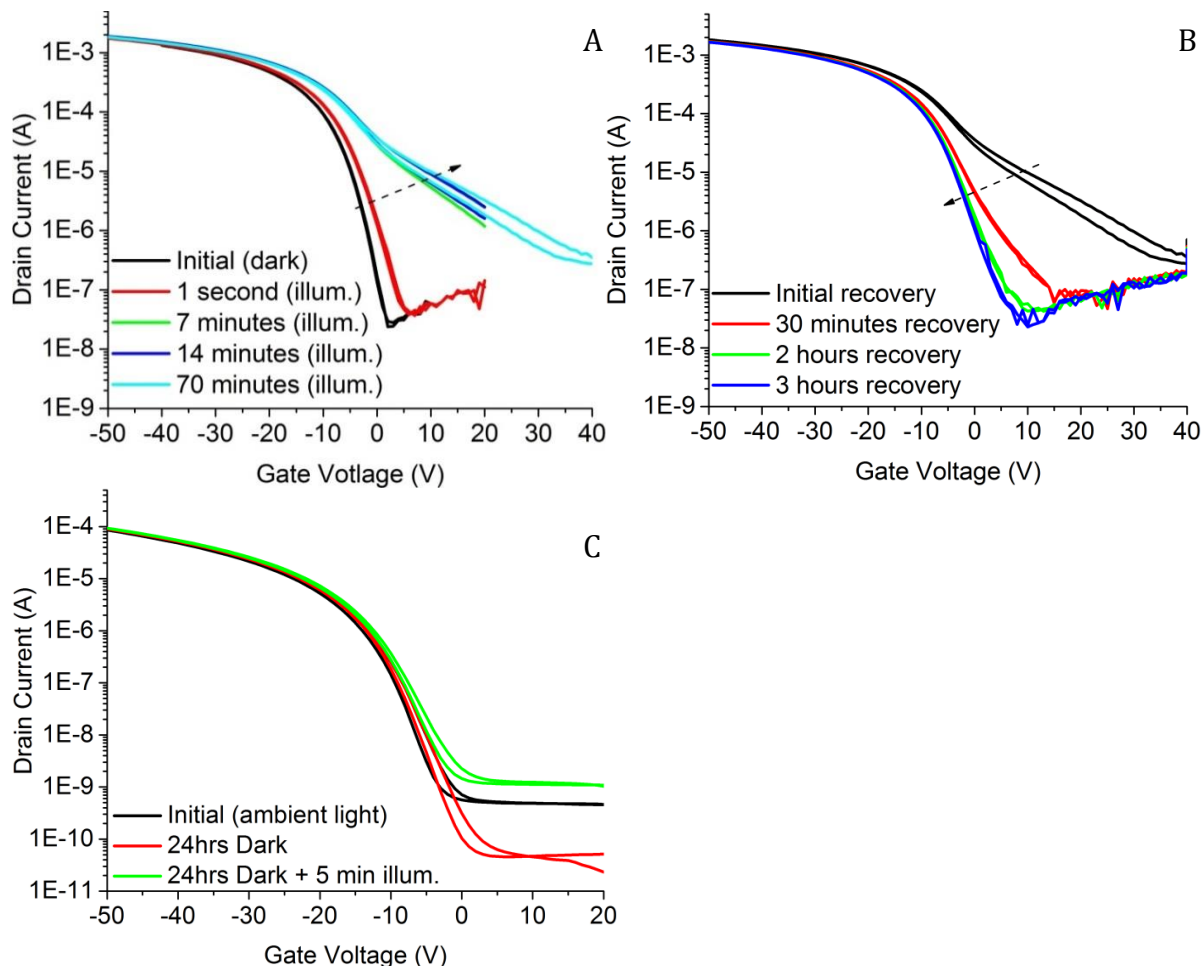 A
1E-3
1E-4
1E-5
1E-6
1E-7
1E-8
1E-9
Drain Current (A)
Initial (dark)
1 second (illum.)
7 minutes (illum.)
14 minutes (illum.)
70 minutes (illum.)
-50 -40 -30 -20 -10 0 10 20 30 40
Gate Votlage (V)
B
1E-3
1E-4
1E-5
1E-6
1E-7
1E-8
1E-9
Drain Current (A)
Initial recovery
30 minutes recovery
2 hours recovery
3 hours recovery
-50 -40 -30 -20 -10 0 10 20 30 40
Gate Voltage (V)
C
1E-4
1E-5
1E-6
1E-7
1E-8
1E-9
1E-10
1E-11
Drain Current (A)
Initial (ambient light)
24hrs Dark
24hrs Dark + 5 min illum.
-50 -40 -30 -20 -10 0 10 20
Gate Voltage (V)